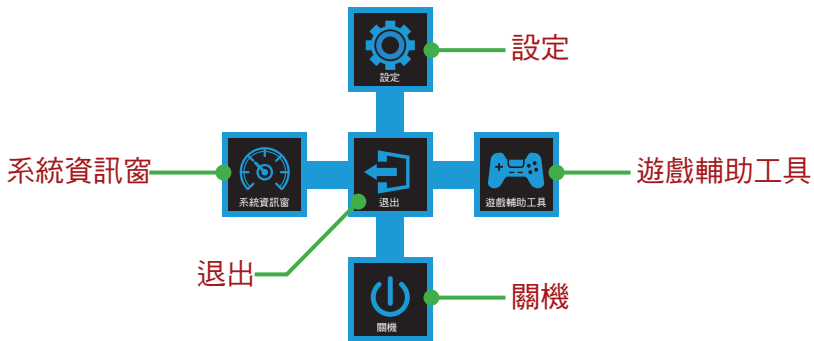 設定
設定
系統資訊窗
系統資訊窗
退出
遊戲輔助工具
遊戲輔助工具
退出
關機
關機